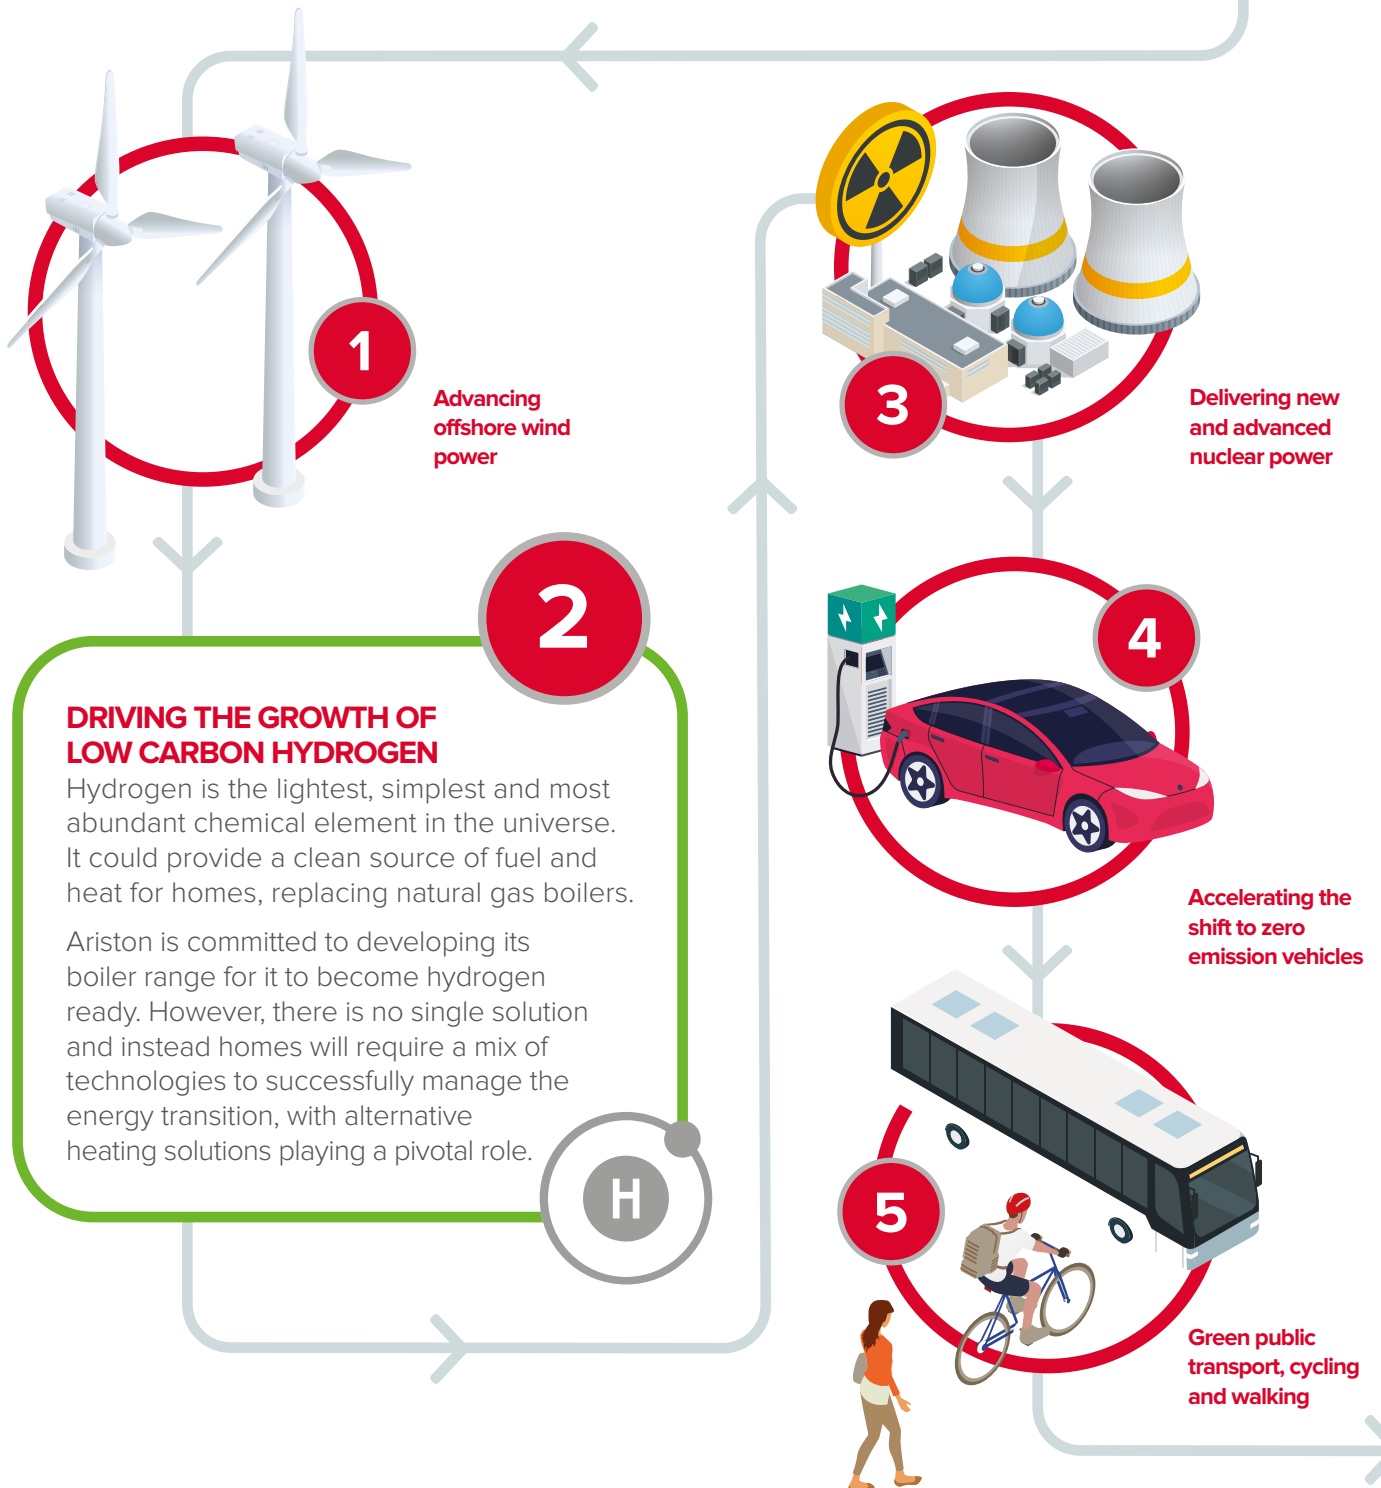 1
Advancing
offshore wind
power
2
DRIVING THE GROWTH OF
LOW CARBON HYDROGEN
Hydrogen is the lightest, simplest and most
abundant chemical element in the universe.
It could provide a clean source of fuel and
heat for homes, replacing natural gas boilers.
Ariston is committed to developing its
boiler range for it to become hydrogen
ready. However, there is no single solution
and instead homes will require a mix of
technologies to successfully manage the
energy transition, with alternative
heating solutions playing a pivotal role.
H
3
Delivering new
and advanced
nuclear power
4
Accelerating the
shift to zero
emission vehicles
5
Green public
transport, cycling
and walking